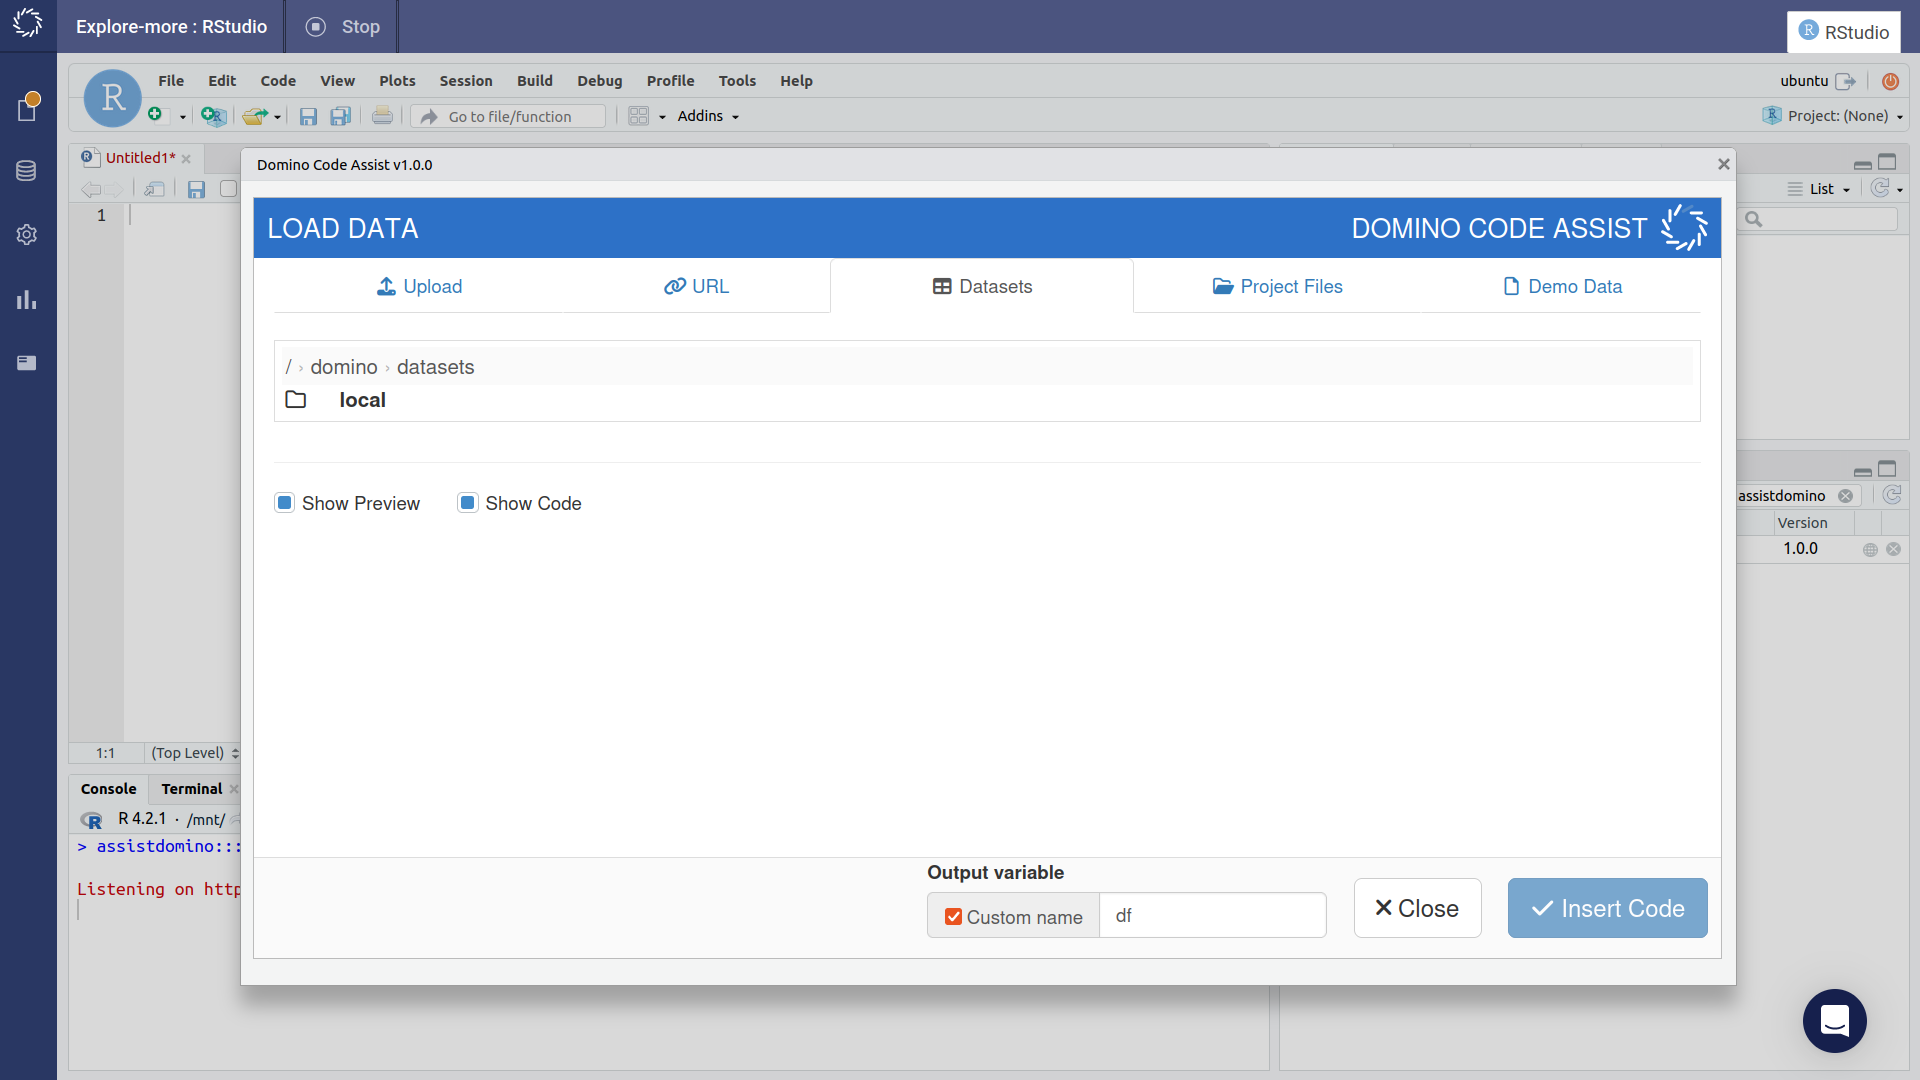 Explore-more : RStudio
Stop
RStudio
File Edit Code View Plots Session Build Debug Profile Tools Help
ubuntu
Go to file/function
Addins
Project: (None)
Untitled1*
Domino Code Assist v1.0.0
List
1
LOAD DATA
DOMINO CODE ASSIST
Upload
URL
Datasets
Project Files
Demo Data
/ › domino › datasets
local
Show Preview
Show Code
assistdomino
Version
1.0.0
1:1
(Top Level)
Console
Terminal
R 4.2.1 · /mnt/
> assistdomino:::
Listening on http
Output variable
Custom name
df
Close
Insert Code